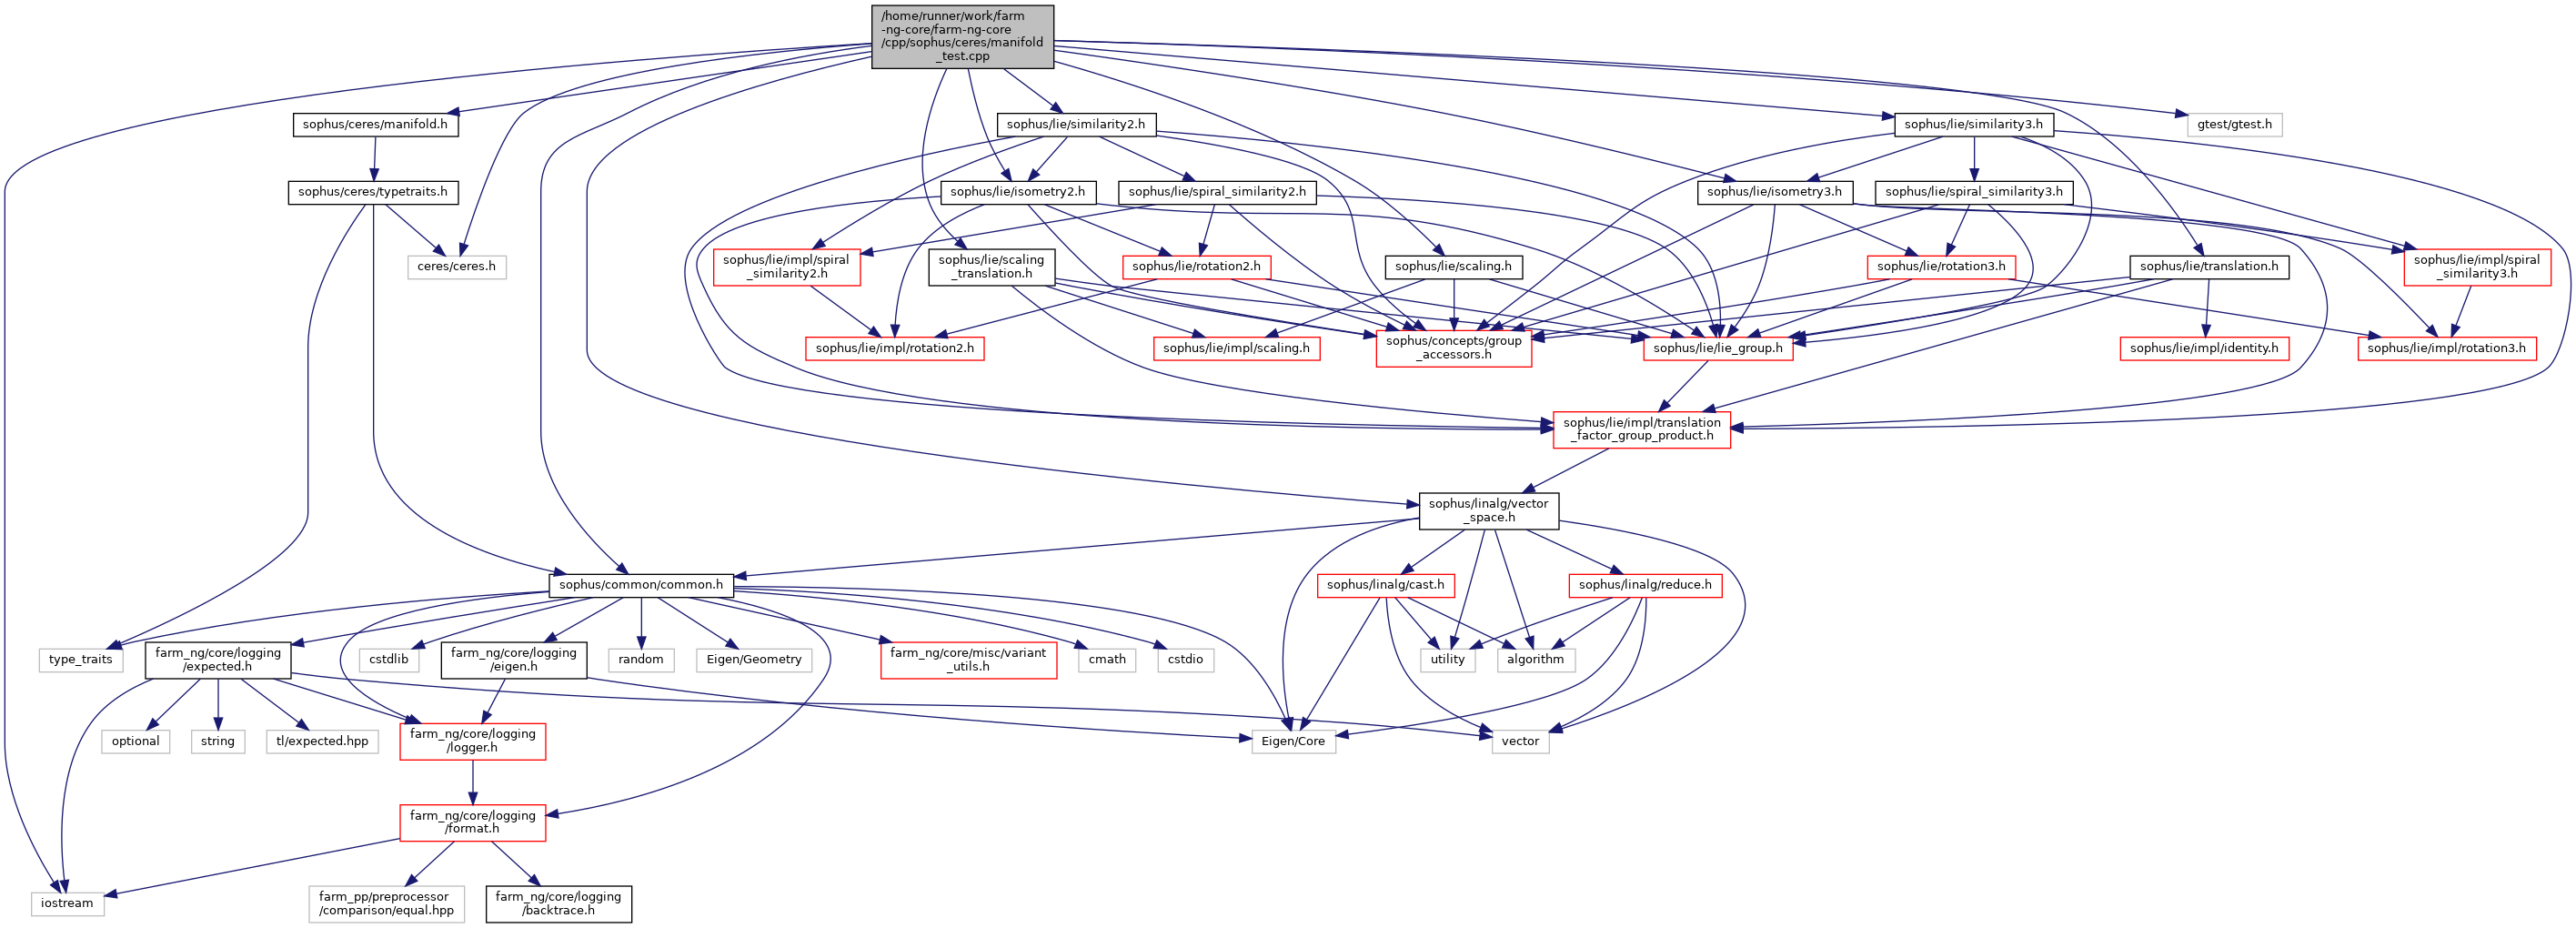 /home/runner/work/farm
-ng-core/farm-ng-core
/cpp/sophus/ceres/manifold
_test.cpp
sophus/ceres/manifold.h
sophus/lie/similarity2.h
sophus/lie/similarity3.h
gtest/gtest.h
sophus/ceres/typetraits.h
sophus/lie/isometry2.h
sophus/lie/spiral_similarity2.h
sophus/lie/isometry3.h
sophus/lie/spiral_similarity3.h
ceres/ceres.h
sophus/lie/impl/spiral
_similarity2.h
sophus/lie/scaling
_translation.h
sophus/lie/rotation2.h
sophus/lie/scaling.h
sophus/lie/rotation3.h
sophus/lie/translation.h
sophus/lie/impl/spiral
_similarity3.h
sophus/lie/impl/rotation2.h
sophus/lie/impl/scaling.h
sophus/concepts/group
_accessors.h
sophus/lie/lie_group.h
sophus/lie/impl/identity.h
sophus/lie/impl/rotation3.h
sophus/lie/impl/translation
_factor_group_product.h
sophus/linalg/vector
_space.h
sophus/common/common.h
sophus/linalg/cast.h
sophus/linalg/reduce.h
type_traits
farm_ng/core/logging
/expected.h
cstdlib
farm_ng/core/logging
/eigen.h
random
Eigen/Geometry
farm_ng/core/misc/variant
_utils.h
cmath
cstdio
utility
algorithm
optional
string
tl/expected.hpp
farm_ng/core/logging
/logger.h
Eigen/Core
vector
farm_ng/core/logging
/format.h
iostream
farm_pp/preprocessor
/comparison/equal.hpp
farm_ng/core/logging
/backtrace.h